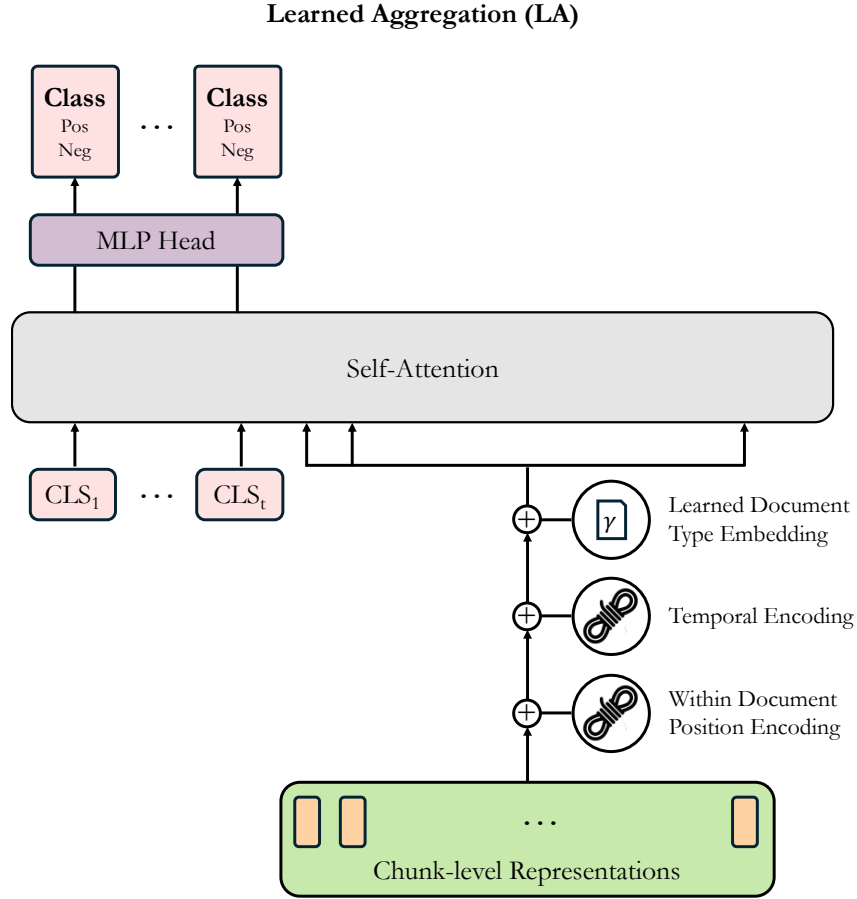 Learned Aggregation (LA)
Class
Pos
Neg
...
Class
Pos
Neg
MLP Head
Self-Attention
CLS₁
...
CLSₜ
γ
Learned Document
Type Embedding
Temporal Encoding
Within Document
Position Encoding
...
Chunk-level Representations